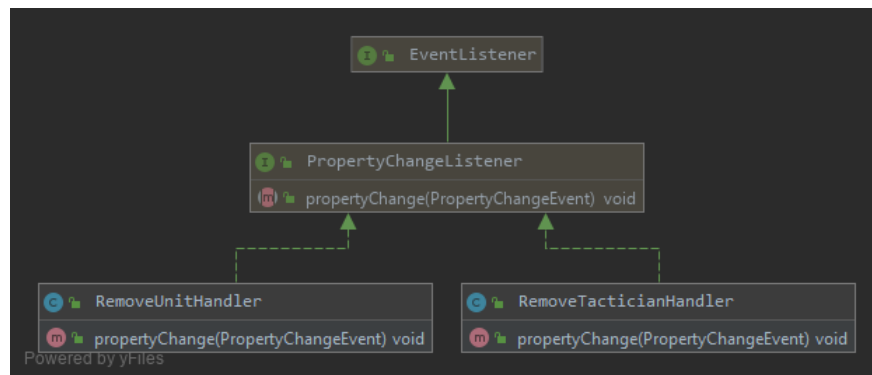 I EventListener
I PropertyChangeListener
m propertyChange(PropertyChangeEvent) void
C RemoveUnitHandler
m propertyChange(PropertyChangeEvent) void
C RemoveTacticianHandler
m propertyChange(PropertyChangeEvent) void
Powered by yFiles